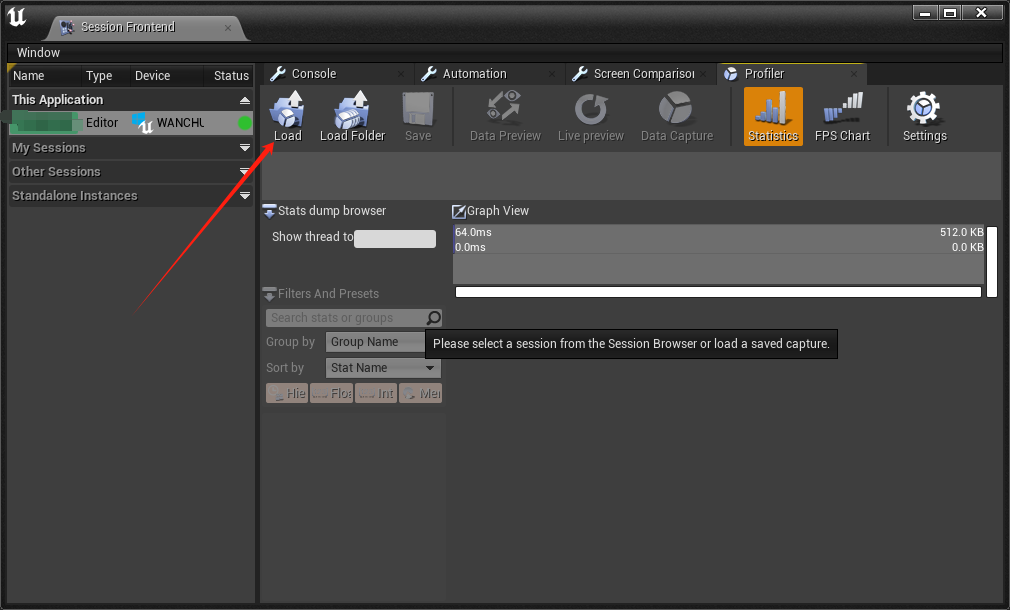 Session Frontend
Window
Name Type Device Status
This Application
Editor WANCHU
My Sessions
Other Sessions
Standalone Instances
Console
Automation
Screen Comparison
Profiler
Load
Load Folder
Save
Data Preview
Live preview
Data Capture
Statistics
FPS Chart
Settings
Stats dump browser
Show thread to
Filters And Presets
Search stats or groups
Group by Group Name
Sort by Stat Name
Hie Floa Int Mer
Graph View
64.0ms 512.0 KB
0.0ms 0.0 KB
Please select a session from the Session Browser or load a saved capture.